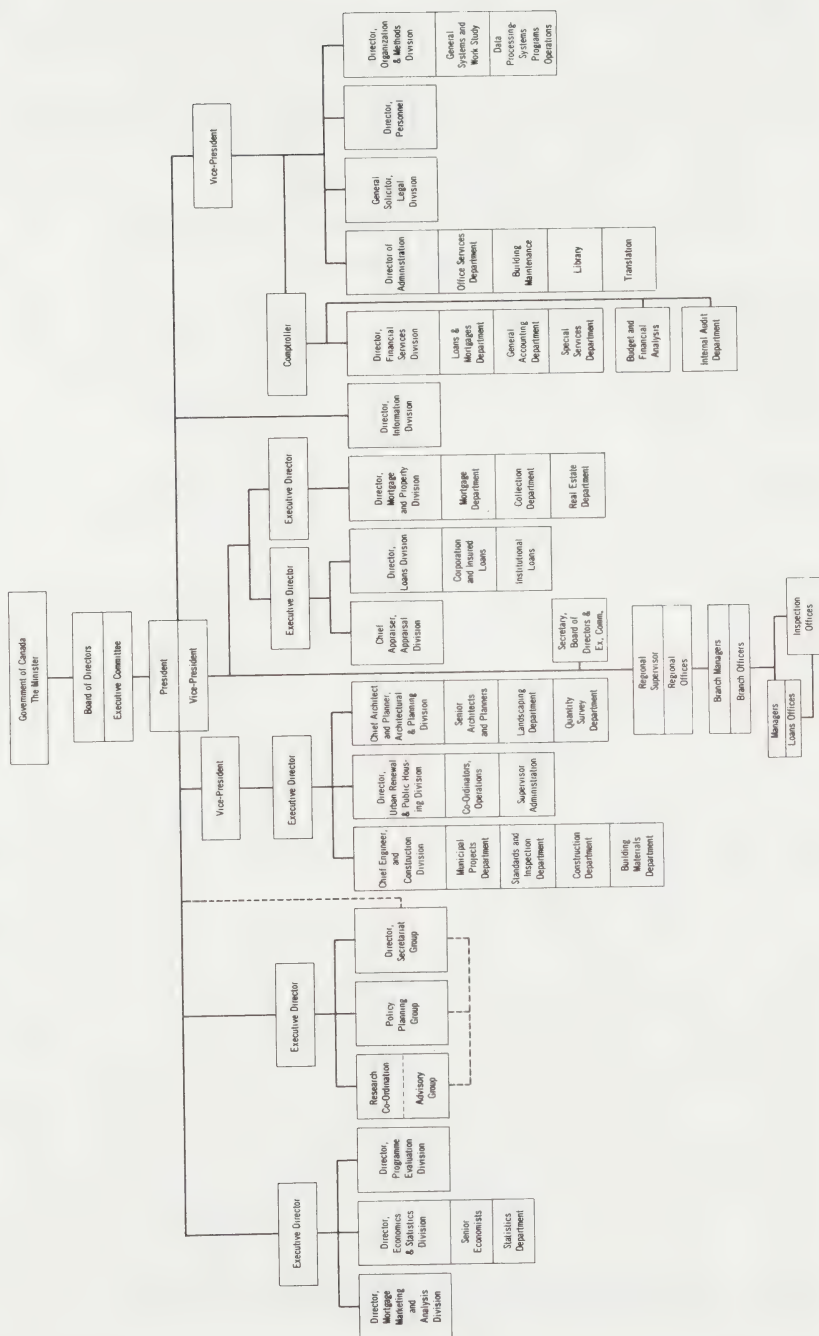 Government of Canada
The Minister
Board of Directors
Executive Committee
President
Vice-President
Executive Director
Director,
Mortgage
Marketing
and
Analysis
Division
Director,
Economics
& Statistics
Division
Senior
Economists
Statistics
Department
Director,
Programme
Evaluation
Division
Executive Director
Research
Co-Ordination
Advisory
Group
Policy
Planning
Group
Director,
Secretariat
Group
Vice-President
Executive Director
Chief Engineer,
and
Construction
Division
Municipal
Projects
Department
Standards and
Inspection
Department
Construction
Department
Building
Materials
Department
Director,
Urban Renewal
& Public Hous-
ing Division
Co-Ordinators,
Operations
Supervisor
Administration
Chief Architect
and Planner,
Architectural
& Planning
Division
Senior
Architects
and Planners
Landscaping
Department
Quantity
Survey
Department
Executive Director
Chief
Appraiser,
Appraisal
Division
Director,
Loans Division
Corporation
and Insured
Loans
Institutional
Loans
Executive Director
Director,
Mortgage
and Property
Division
Mortgage
Department
Collection
Department
Real Estate
Department
Secretary,
Board of
Directors &
Ex. Comm.
Regional
Supervisor
Regional
Offices
Branch Managers
Branch Officers
Managers
Loans Offices
Inspection
Offices
Director,
Information
Division
Vice-President
Comptroller
Director,
Financial
Services
Division
Loans &
Mortgages
Department
General
Accounting
Department
Special
Services
Department
Budget and
Financial
Analysis
Internal Audit
Department
Director of
Administration
Office Services
Department
Building
Maintenance
Library
Translation
General
Solicitor,
Legal
Division
Director,
Personnel
Director,
Organization
& Methods
Division
General
Systems and
Work Study
Data
Processing-
Systems
Programs
Operations